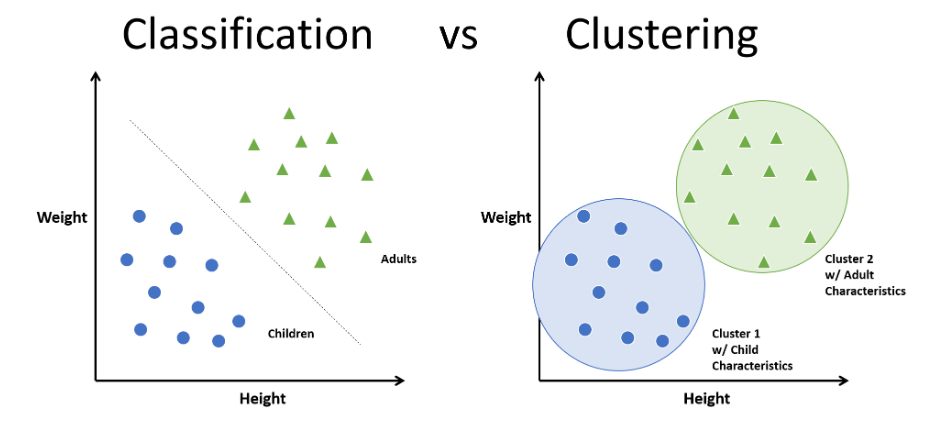 Classification vs Clustering
Weight
Adults
Children
Height
Weight
Cluster 2
w/ Adult
Characteristics
Cluster 1
w/ Child
Characteristics
Height